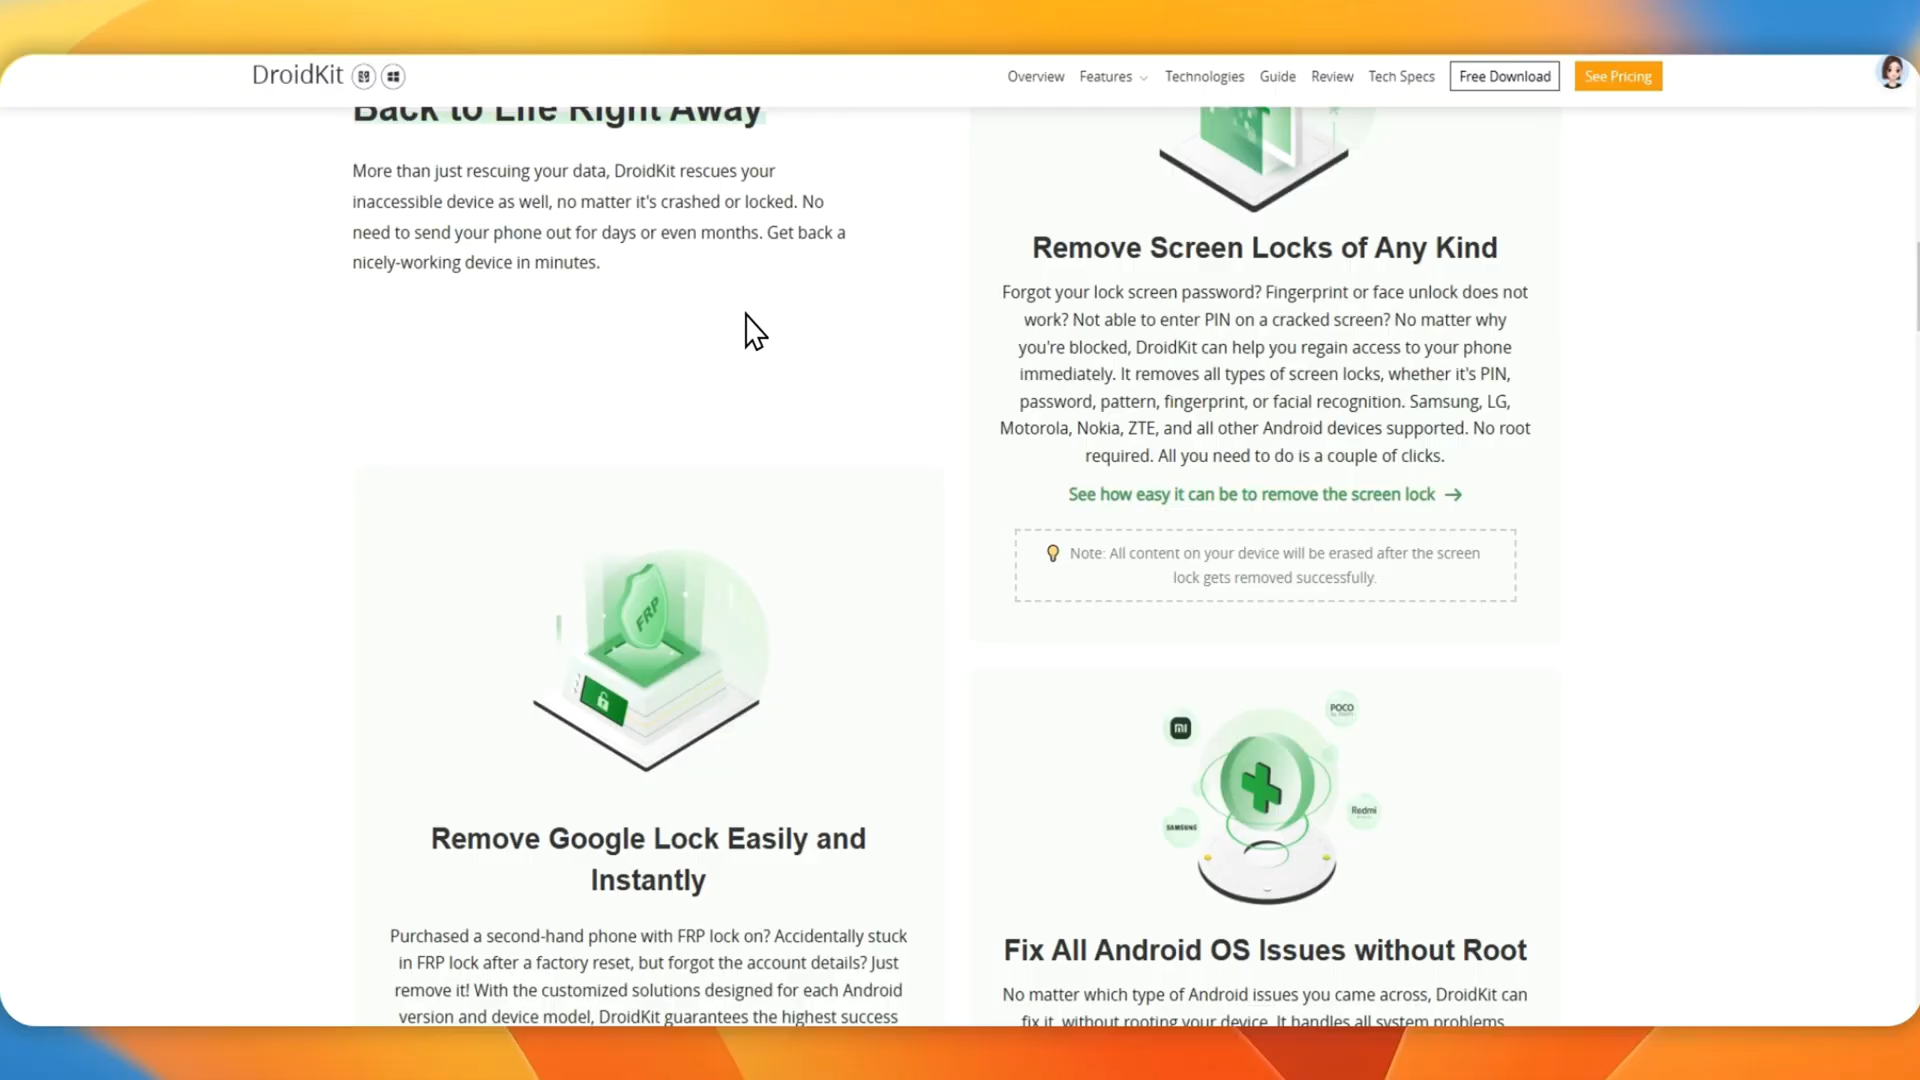 DroidKit
Overview Features Technologies Guide Review Tech Specs Free Download See Pricing
Back to Life Right Away
More than just rescuing your data, DroidKit rescues your
inaccessible device as well, no matter it's crashed or locked. No
need to send your phone out for days or even months. Get back a
nicely-working device in minutes.
Remove Screen Locks of Any Kind
Forgot your lock screen password? Fingerprint or face unlock does not
work? Not able to enter PIN on a cracked screen? No matter why
you're blocked, DroidKit can help you regain access to your phone
immediately. It removes all types of screen locks, whether it's PIN,
password, pattern, fingerprint, or facial recognition. Samsung, LG,
Motorola, Nokia, ZTE, and all other Android devices supported. No root
required. All you need to do is a couple of clicks.
See how easy it can be to remove the screen lock →
Note: All content on your device will be erased after the screen
lock gets removed successfully.
FRP
Remove Google Lock Easily and
Instantly
Purchased a second-hand phone with FRP lock on? Accidentally stuck
in FRP lock after a factory reset, but forgot the account details? Just
remove it! With the customized solutions designed for each Android
version and device model, DroidKit guarantees the highest success
mi
POCO
Redmi
SAMSUNG
Fix All Android OS Issues without Root
No matter which type of Android issues you came across, DroidKit can
fix it, without rooting your device. It handles all system problems